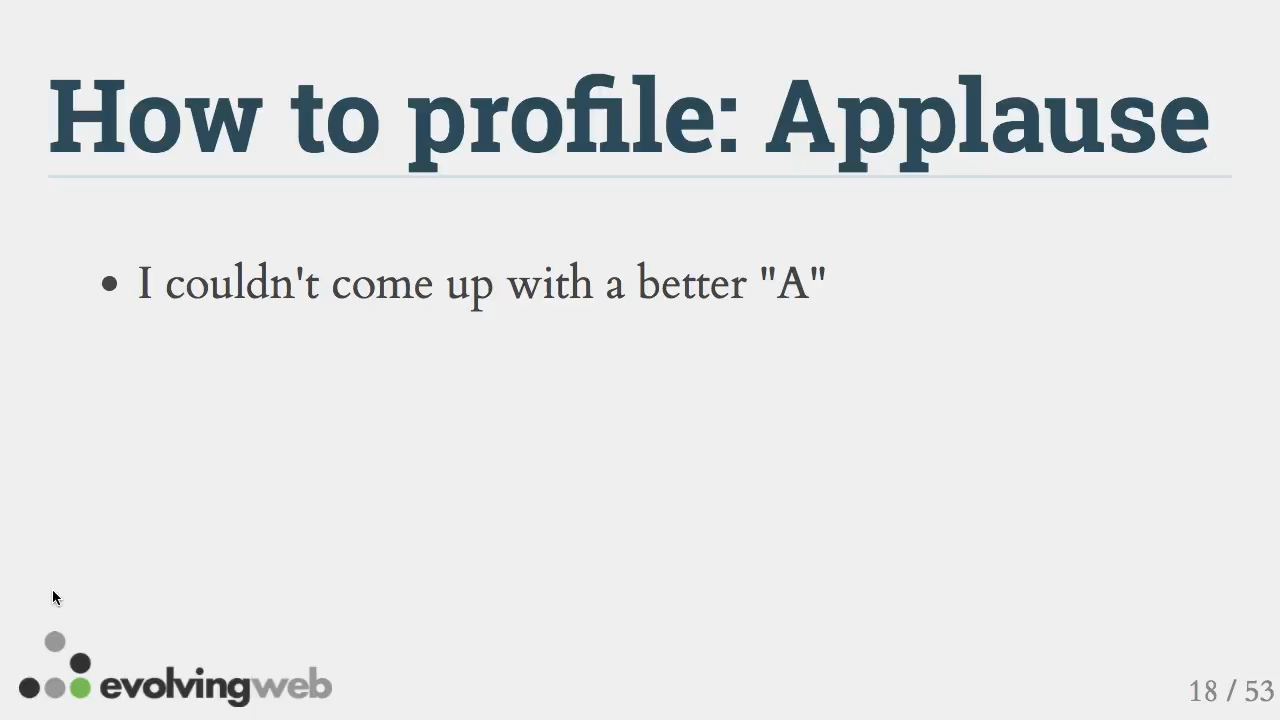 How to profile: Applause
• I couldn't come up with a better "A"
evolvingweb
18 / 53